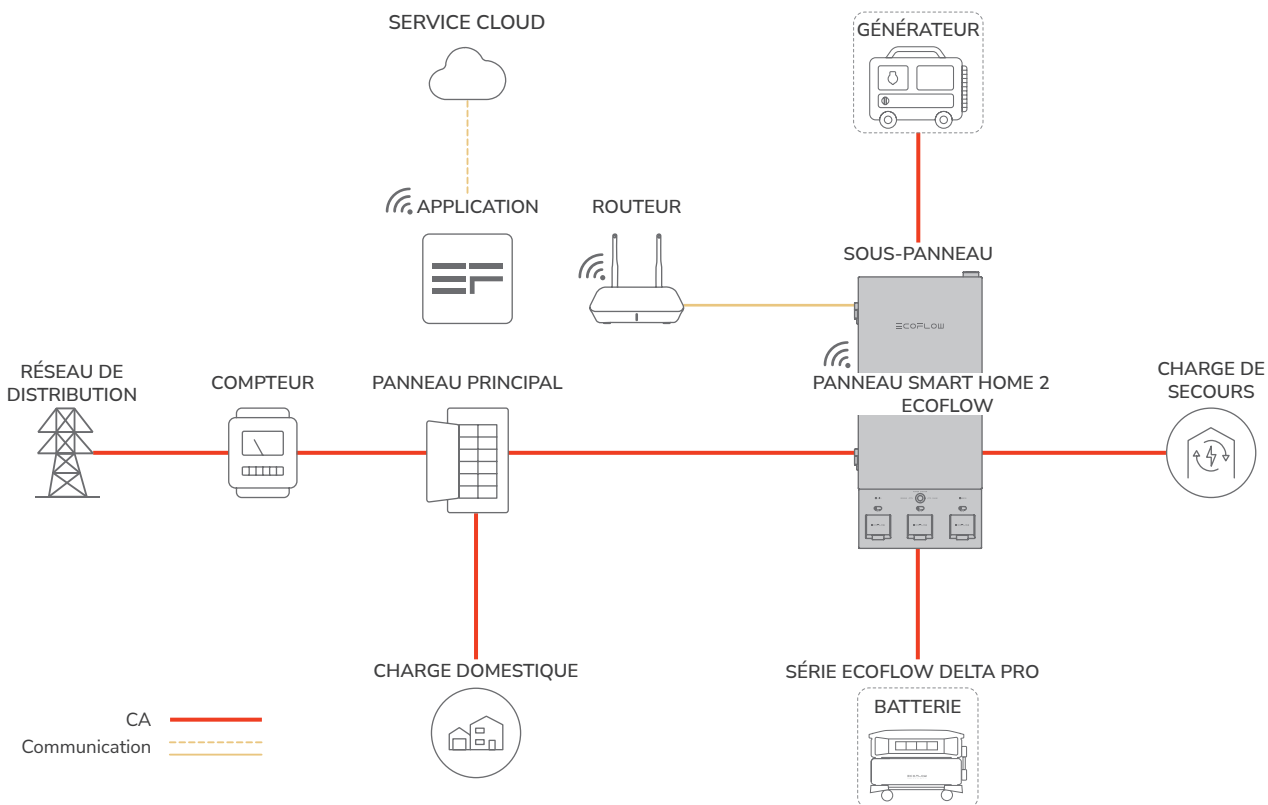 SERVICE CLOUD
GÉNÉRATEUR
APPLICATION
ROUTEUR
SOUS-PANNEAU
ECOFLOW
RÉSEAU DE
DISTRIBUTION
COMPTEUR
PANNEAU PRINCIPAL
PANNEAU SMART HOME 2
ECOFLOW
CHARGE DE
SECOURS
CHARGE DOMESTIQUE
SÉRIE ECOFLOW DELTA PRO
BATTERIE
CA
Communication